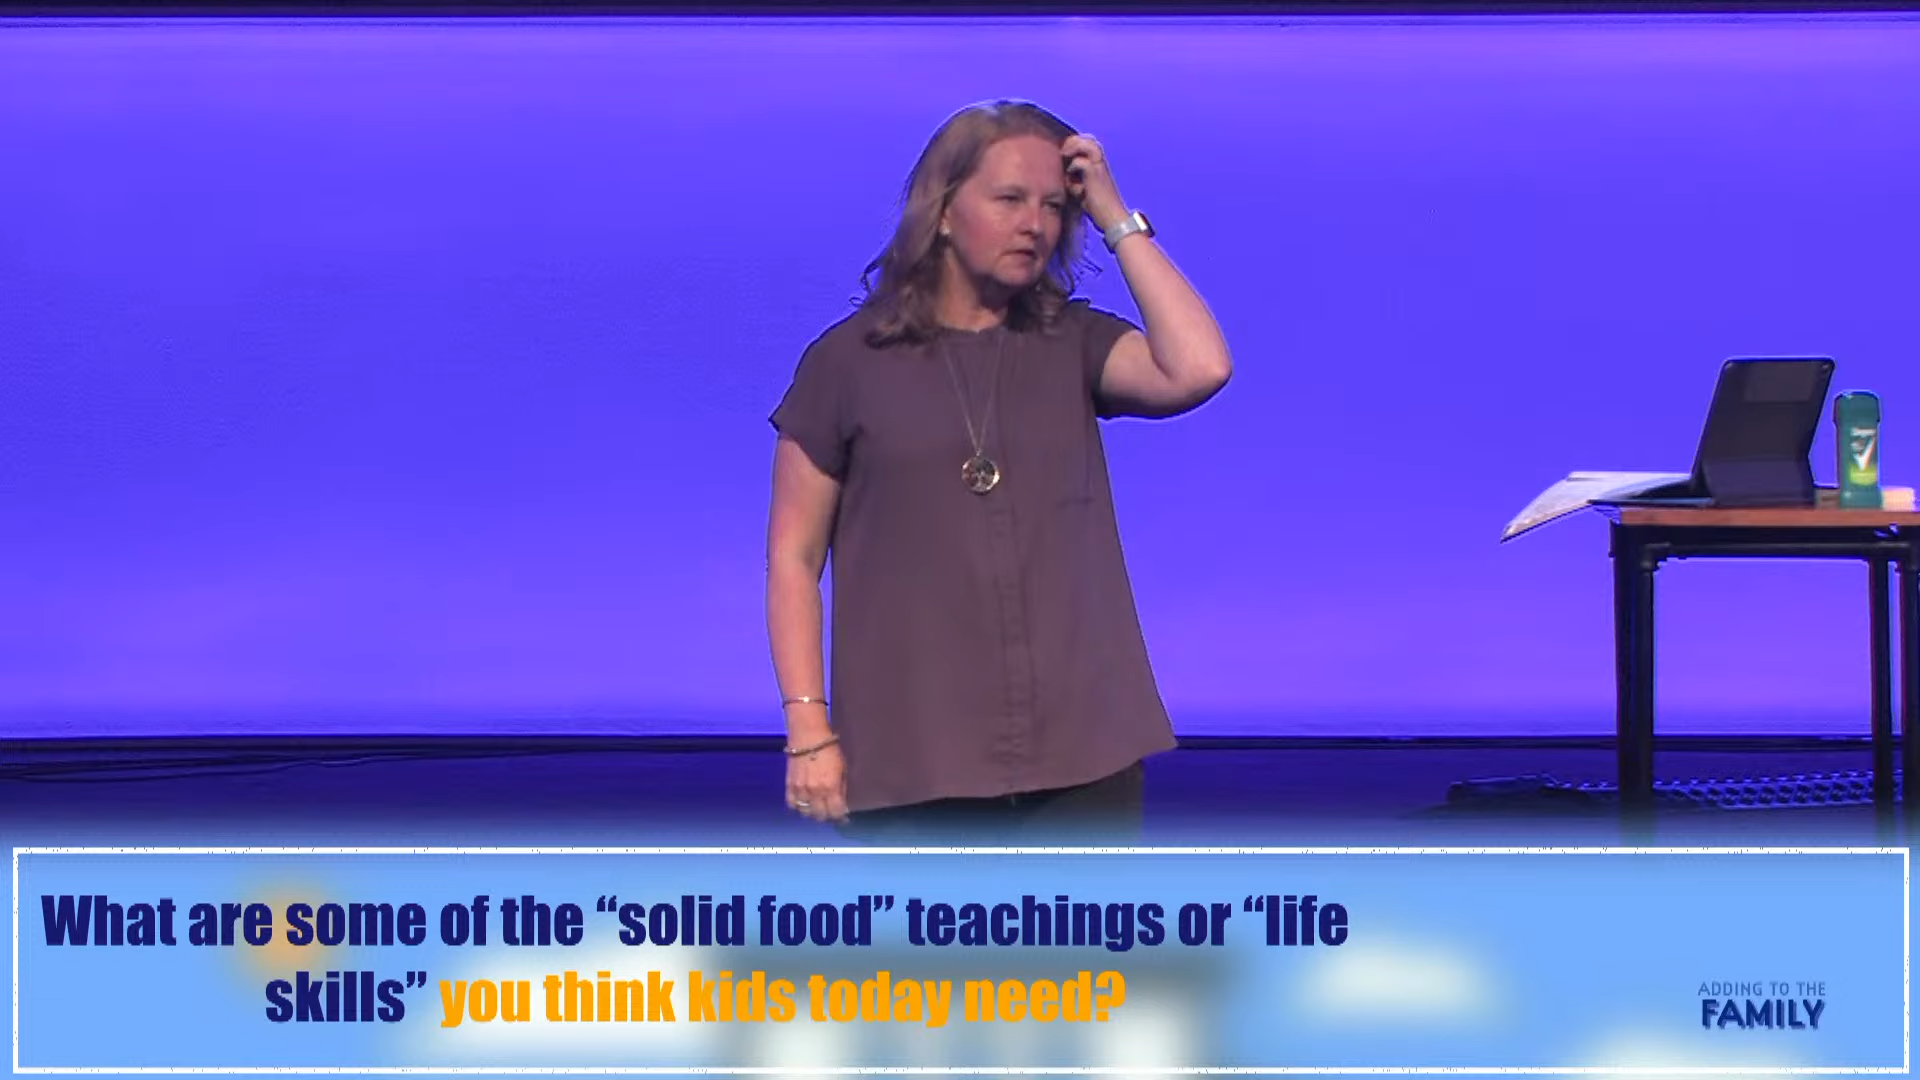 What are some of the “solid food” teachings or “life
skills” you think kids today need?
ADDING TO THE
FAMILY